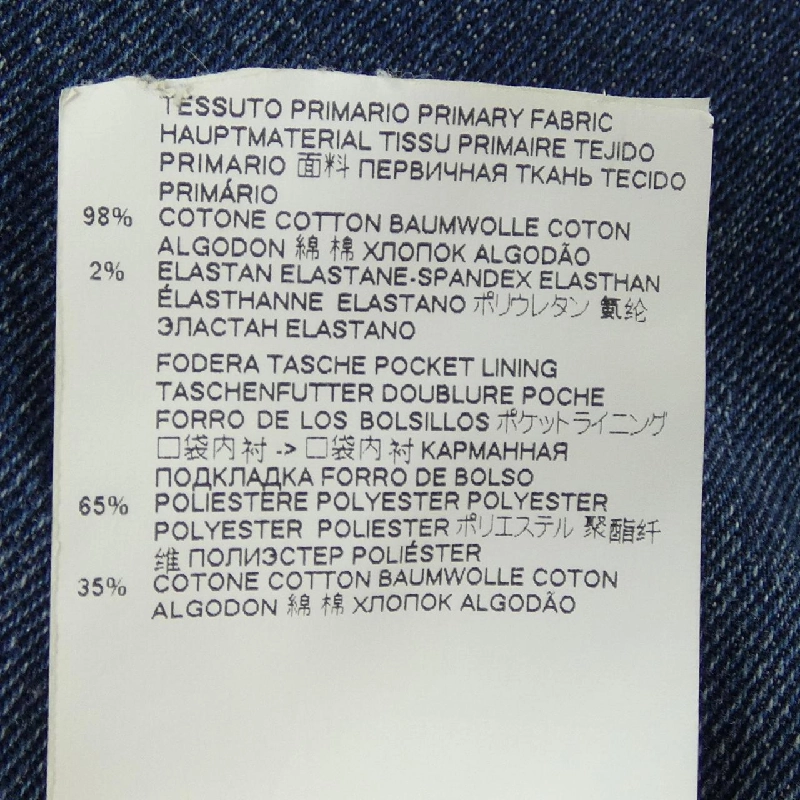 TESSUTO PRIMARIO PRIMARY FABRIC
HAUPTMATERIAL TISSU PRIMAIRE TEJIDO
PRIMARIO 面料 ПЕРВИЧНАЯ ТКАНЬ TECIDO
PRIMÁRIO
98% COTONE COTTON BAUMWOLLE COTON
ALGODON 綿 棉 ХЛОПОК ALGODÃO
2% ELASTAN ELASTANE-SPANDEX ELASTHAN
ÉLASTHANNE ELASTANO ポリウレタン 氨纶
ЭЛАСТАН ELASTANO
FODERA TASCHE POCKET LINING
TASCHENFUTTER DOUBLURE POCHE
FORRO DE LOS BOLSILLOS ポケットライニング
口袋内衬 -> 口袋内衬 КАРМАННАЯ
ПОДКЛАДКА FORRO DE BOLSO
65% POLIESTERE POLYESTER POLYESTER
POLYESTER POLIESTER ポリエステル 聚酯纤
维 ПОЛИЭСТЕР POLIÉSTER
35% COTONE COTTON BAUMWOLLE COTON
ALGODON 綿 棉 ХЛОПОК ALGODÃO